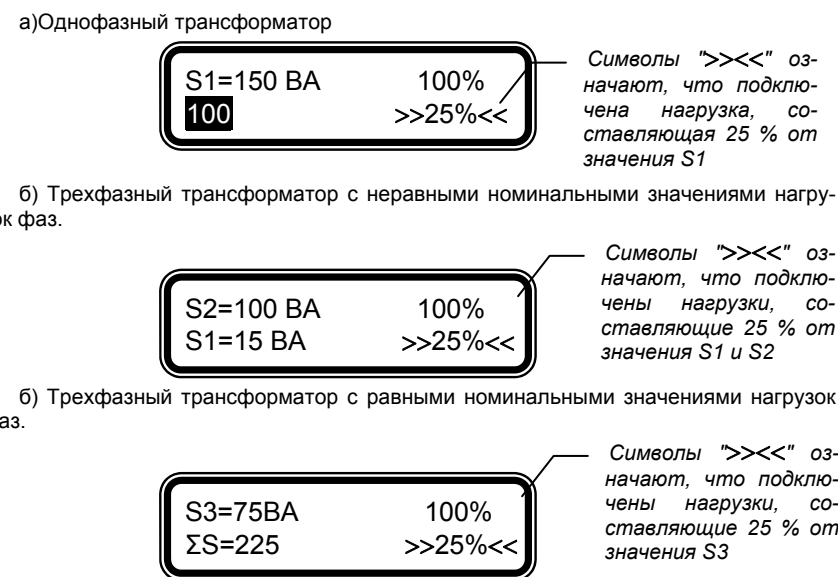 а)Однофазный трансформатор
S1=150 ВА 100%
100 >>25%<<
Символы ">><<" оз-
начают, что подклю-
чена нагрузка, со-
ставляющая 25 % от
значения S1
б) Трехфазный трансформатор с неравными номинальными значениями нагру-
ок фаз.
S2=100 ВА 100%
S1=15 ВА >>25%<<
Символы ">><<" оз-
начают, что подклю-
чены нагрузки, со-
ставляющие 25 % от
значения S1 и S2
б) Трехфазный трансформатор с равными номинальными значениями нагрузок
аз.
S3=75ВА 100%
ΣS=225 >>25%<<
Символы ">><<" оз-
начают, что подклю-
чены нагрузки, со-
ставляющие 25 % от
значения S3